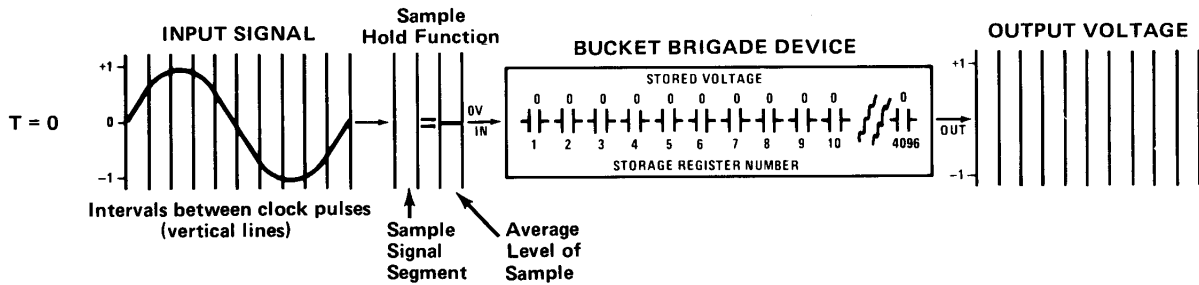 INPUT SIGNAL
Sample
Hold Function
BUCKET BRIGADE DEVICE
OUTPUT VOLTAGE
T = 0
+1
0
-1
Intervals between clock pulses
(vertical lines)
=
0V
IN
Sample
Signal
Segment
Average
Level of
Sample
STORED VOLTAGE
0 0 0 0 0 0 0 0 0 0 0
1 2 3 4 5 6 7 8 9 10 4096
STORAGE REGISTER NUMBER
OUT
+1
-1